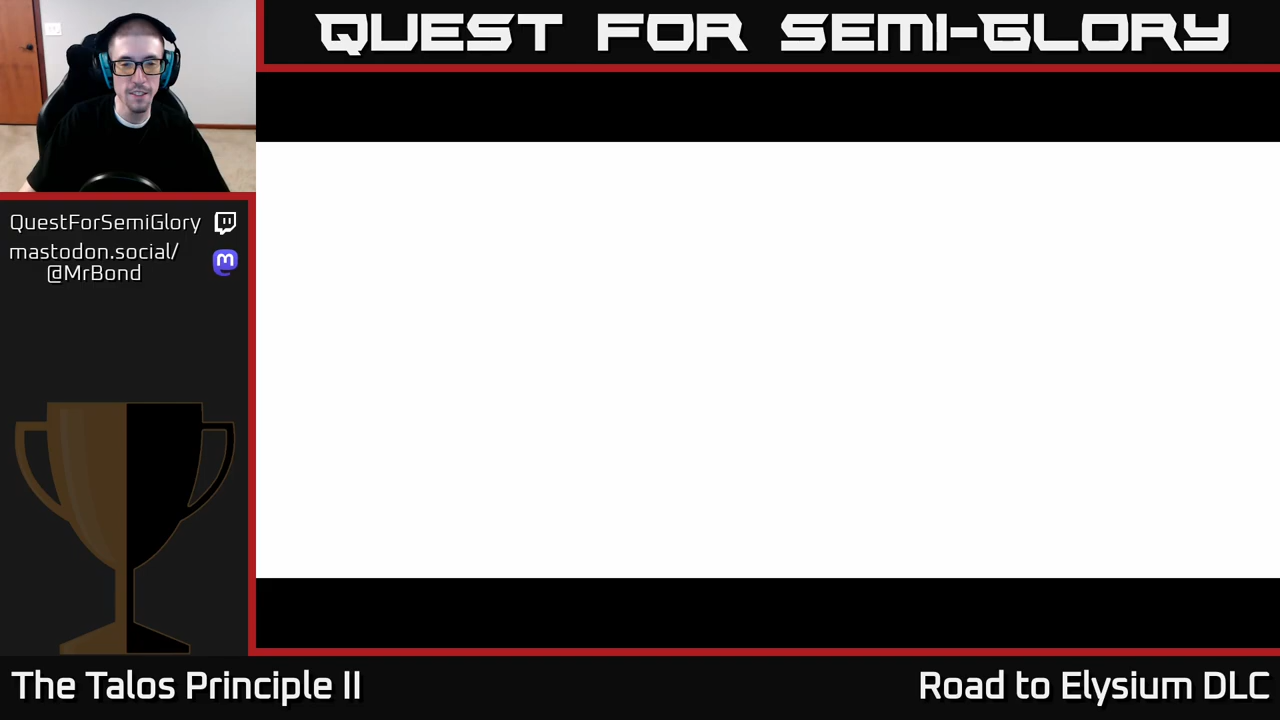 QUEST FOR SEMI-GLORY
QuestForSemiGlory
mastodon.social/
@MrBond
The Talos Principle II
Road to Elysium DLC